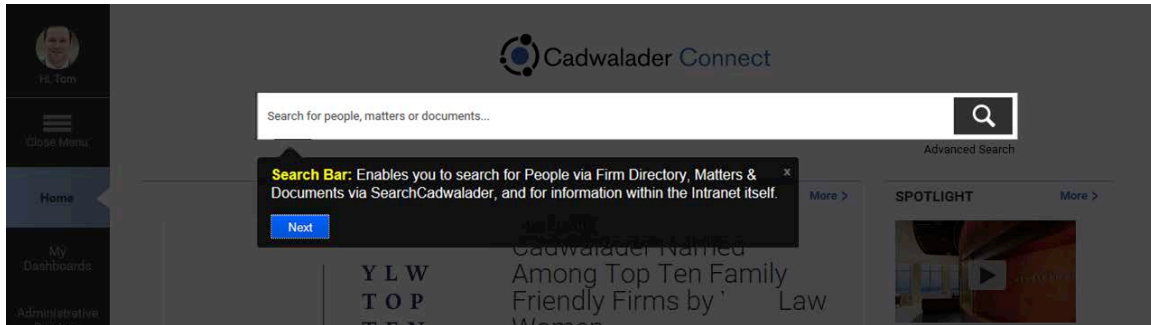 Hi, Tom
Close Menu
Home
My
Dashboards
Administrative
Cadwalader Connect
Search for people, matters or documents...
Advanced Search
Search Bar: Enables you to search for People via Firm Directory, Matters &
Documents via SearchCadwalader, and for information within the Intranet itself.
x
Next
More >
Y L W
T O P
T E N
Cadwalader Named
Among Top Ten Family
Friendly Firms by ' Law
Women
SPOTLIGHT
More >